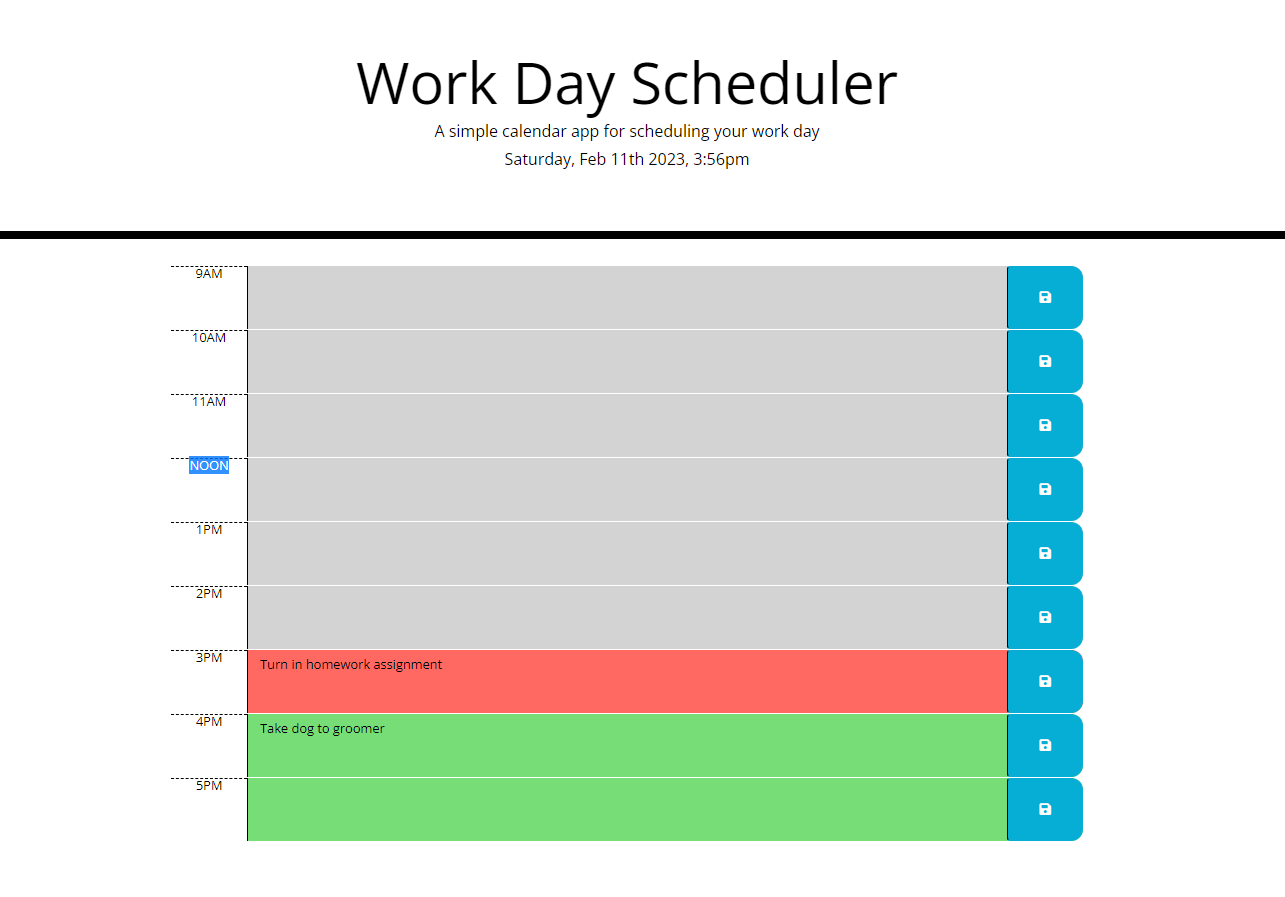 Work Day Scheduler
A simple calendar app for scheduling your work day
Saturday, Feb 11th 2023, 3:56pm
9AM
10AM
11AM
NOON
1PM
2PM
3PM
Turn in homework assignment
4PM
Take dog to groomer
5PM